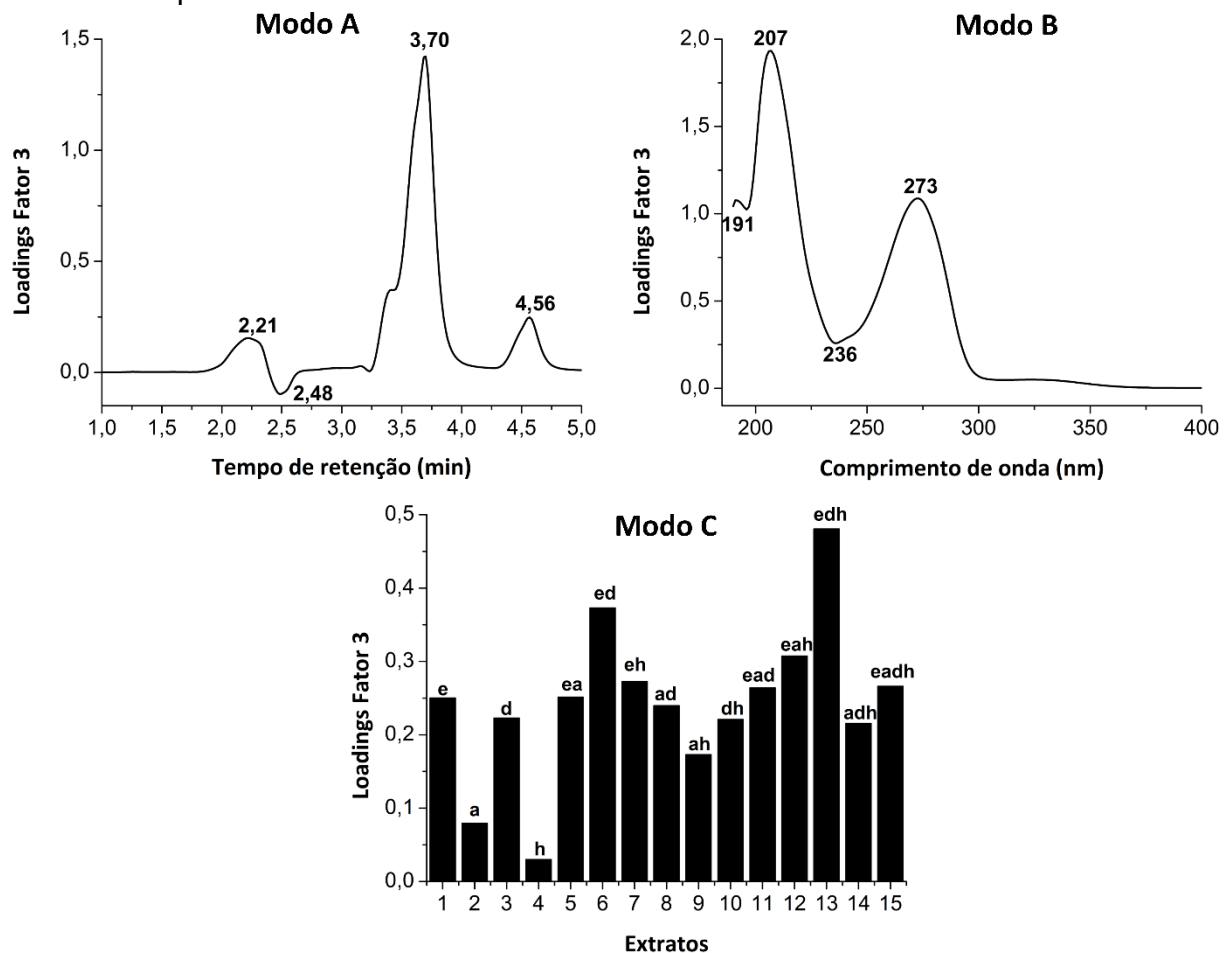 Modo A
Loadings Fator 3
1,5
1,0
0,5
0,0
3,70
2,21
2,48
4,56
1,0 1,5 2,0 2,5 3,0 3,5 4,0 4,5 5,0
Tempo de retenção (min)
Modo B
Loadings Fator 3
2,0
1,5
1,0
0,5
0,0
207
191
273
236
200 250 300 350 400
Comprimento de onda (nm)
Modo C
Loadings Fator 3
0,5
0,4
0,3
0,2
0,1
0,0
e a d h ea ed eh ad ah dh ead eah edh adh eadh
1 2 3 4 5 6 7 8 9 10 11 12 13 14 15
Extratos